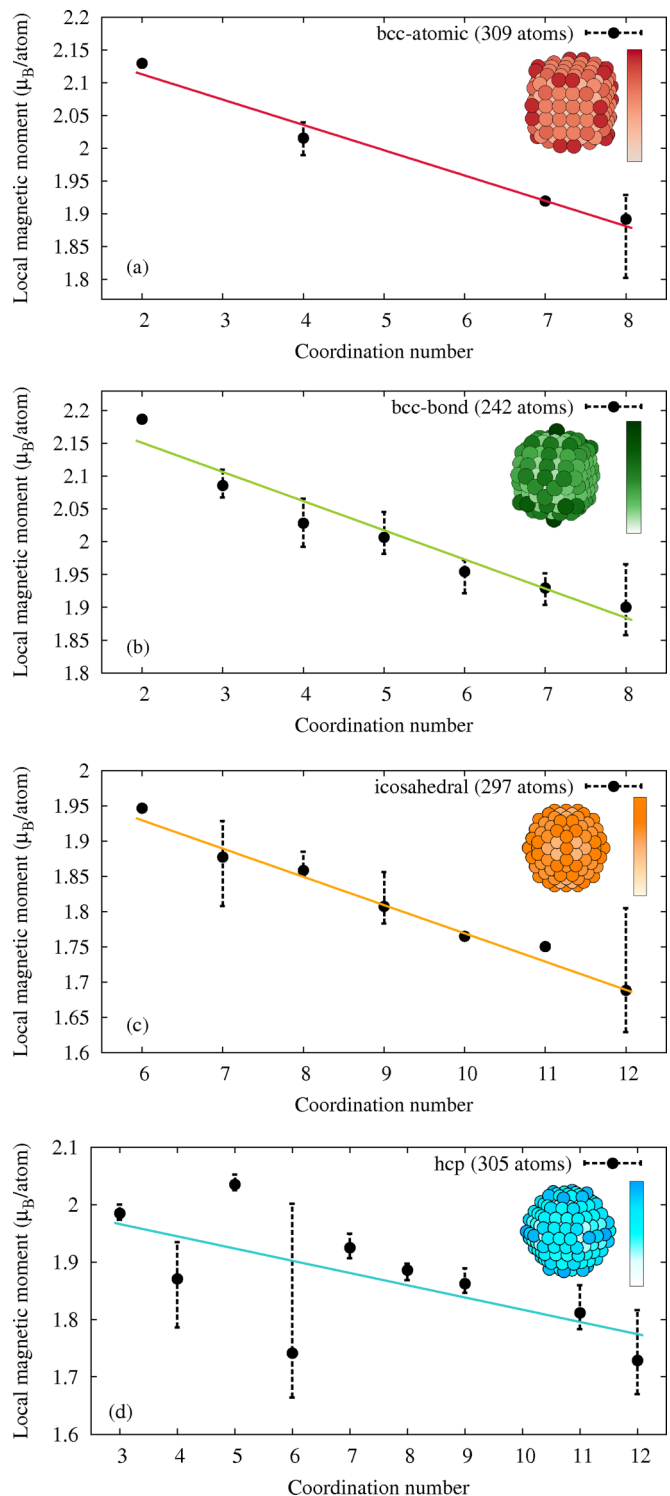 2.2
2.15
2.1
2.05
2
1.95
1.9
1.85
1.8
Local magnetic moment (μB/atom)
bcc-atomic (309 atoms)
(a)
2 3 4 5 6 7 8
Coordination number
2.2
2.15
2.1
2.05
2
1.95
1.9
1.85
1.8
Local magnetic moment (μB/atom)
bcc-bond (242 atoms)
(b)
2 3 4 5 6 7 8
Coordination number
2
1.95
1.9
1.85
1.8
1.75
1.7
1.65
1.6
Local magnetic moment (μB/atom)
icosahedral (297 atoms)
(c)
6 7 8 9 10 11 12
Coordination number
2.1
2
1.9
1.8
1.7
1.6
Local magnetic moment (μB/atom)
hcp (305 atoms)
(d)
3 4 5 6 7 8 9 10 11 12
Coordination number